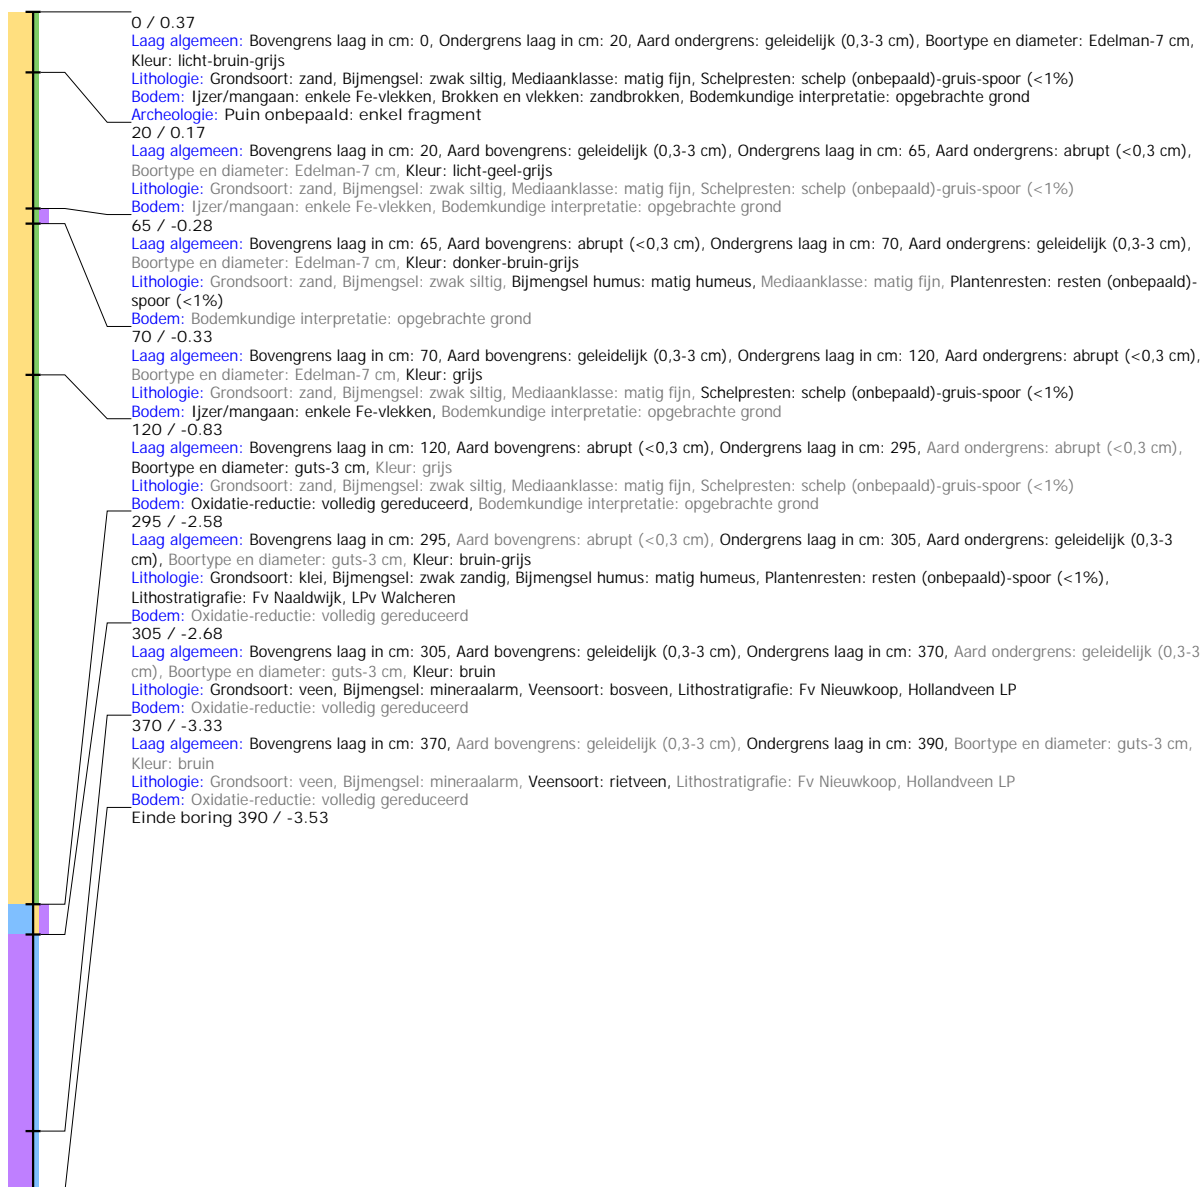 0 / 0.37
Laag algemeen: Bovengrens laag in cm: 0, Ondergrens laag in cm: 20, Aard ondergrens: geleidelijk (0,3-3 cm), Boortype en diameter: Edelman-7 cm,
Kleur: licht-bruin-grijs
Lithologie: Grondsoort: zand, Bijmengsel: zwak siltig, Mediaanklasse: matig fijn, Schelpresten: schelp (onbepaald)-gruis-spoor (<1%)
Bodem: Ijzer/mangaan: enkele Fe-vlekken, Brokken en vlekken: zandbrokken, Bodemkundige interpretatie: opgebrachte grond
Archeologie: Puin onbepaald: enkel fragment
20 / 0.17
Laag algemeen: Bovengrens laag in cm: 20, Aard bovengrens: geleidelijk (0,3-3 cm), Ondergrens laag in cm: 65, Aard ondergrens: abrupt (<0,3 cm),
Boortype en diameter: Edelman-7 cm, Kleur: licht-geel-grijs
Lithologie: Grondsoort: zand, Bijmengsel: zwak siltig, Mediaanklasse: matig fijn, Schelpresten: schelp (onbepaald)-gruis-spoor (<1%)
Bodem: Ijzer/mangaan: enkele Fe-vlekken, Bodemkundige interpretatie: opgebrachte grond
65 / -0.28
Laag algemeen: Bovengrens laag in cm: 65, Aard bovengrens: abrupt (<0,3 cm), Ondergrens laag in cm: 70, Aard ondergrens: geleidelijk (0,3-3 cm),
Boortype en diameter: Edelman-7 cm, Kleur: donker-bruin-grijs
Lithologie: Grondsoort: zand, Bijmengsel: zwak siltig, Bijmengsel humus: matig humeus, Mediaanklasse: matig fijn, Plantenresten: resten (onbepaald)-
spoor (<1%)
Bodem: Bodemkundige interpretatie: opgebrachte grond
70 / -0.33
Laag algemeen: Bovengrens laag in cm: 70, Aard bovengrens: geleidelijk (0,3-3 cm), Ondergrens laag in cm: 120, Aard ondergrens: abrupt (<0,3 cm),
Boortype en diameter: Edelman-7 cm, Kleur: grijs
Lithologie: Grondsoort: zand, Bijmengsel: zwak siltig, Mediaanklasse: matig fijn, Schelpresten: schelp (onbepaald)-gruis-spoor (<1%)
Bodem: Ijzer/mangaan: enkele Fe-vlekken, Bodemkundige interpretatie: opgebrachte grond
120 / -0.83
Laag algemeen: Bovengrens laag in cm: 120, Aard bovengrens: abrupt (<0,3 cm), Ondergrens laag in cm: 295, Aard ondergrens: abrupt (<0,3 cm),
Boortype en diameter: guts-3 cm, Kleur: grijs
Lithologie: Grondsoort: zand, Bijmengsel: zwak siltig, Mediaanklasse: matig fijn, Schelpresten: schelp (onbepaald)-gruis-spoor (<1%)
Bodem: Oxidatie-reductie: volledig gereduceerd, Bodemkundige interpretatie: opgebrachte grond
295 / -2.58
Laag algemeen: Bovengrens laag in cm: 295, Aard bovengrens: abrupt (<0,3 cm), Ondergrens laag in cm: 305, Aard ondergrens: geleidelijk (0,3-3
cm), Boortype en diameter: guts-3 cm, Kleur: bruin-grijs
Lithologie: Grondsoort: klei, Bijmengsel: zwak zandig, Bijmengsel humus: matig humeus, Plantenresten: resten (onbepaald)-spoor (<1%),
Lithostratigrafie: Fv Naaldwijk, LPv Walcheren
Bodem: Oxidatie-reductie: volledig gereduceerd
305 / -2.68
Laag algemeen: Bovengrens laag in cm: 305, Aard bovengrens: geleidelijk (0,3-3 cm), Ondergrens laag in cm: 370, Aard ondergrens: geleidelijk (0,3-3
cm), Boortype en diameter: guts-3 cm, Kleur: bruin
Lithologie: Grondsoort: veen, Bijmengsel: mineraalarm, Veensoort: bosveen, Lithostratigrafie: Fv Nieuwkoop, Hollandveen LP
Bodem: Oxidatie-reductie: volledig gereduceerd
370 / -3.33
Laag algemeen: Bovengrens laag in cm: 370, Aard bovengrens: geleidelijk (0,3-3 cm), Ondergrens laag in cm: 390, Boortype en diameter: guts-3 cm,
Kleur: bruin
Lithologie: Grondsoort: veen, Bijmengsel: mineraalarm, Veensoort: rietveen, Lithostratigrafie: Fv Nieuwkoop, Hollandveen LP
Bodem: Oxidatie-reductie: volledig gereduceerd
Einde boring 390 / -3.53